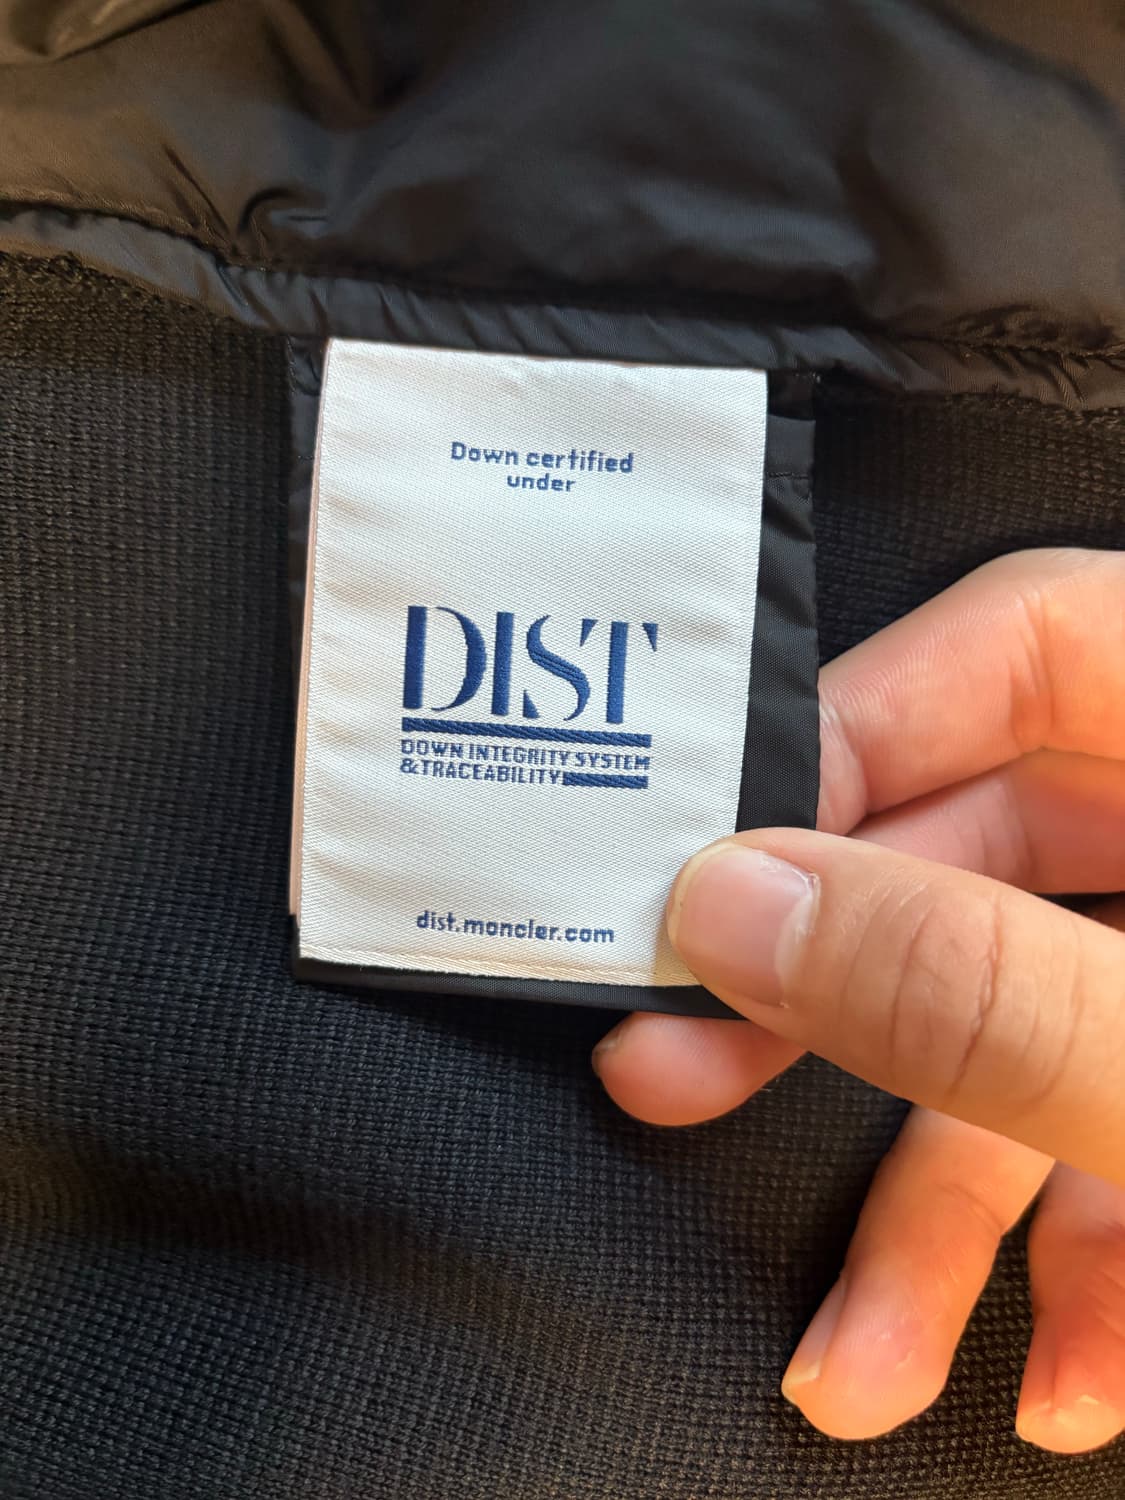 Down certified
under
DIST
DOWN INTEGRITY SYSTEM
&TRACEABILITY
dist.moncler.com